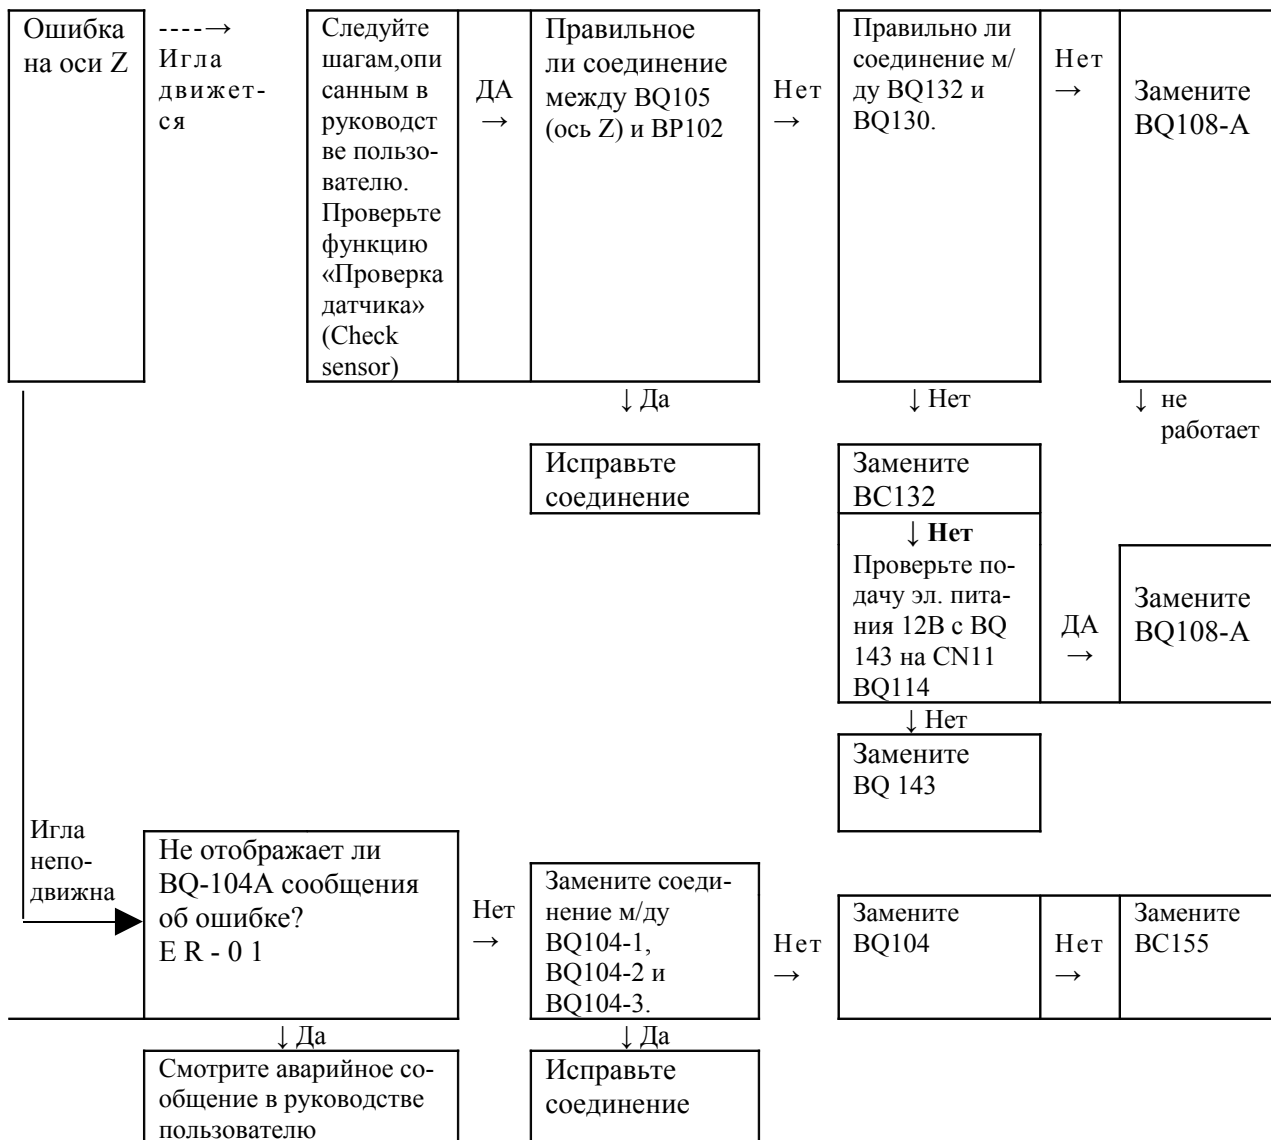 Ошибка
на оси Z
----→
Игла
движет-
ся
Следуйте
шагам,опи
санным в
руководст
ве пользо-
вателю.
Проверьте
функцию
«Проверка
датчика»
(Check
sensor)
ДА
→
Правильное
ли соединение
между BQ105
(ось Z) и BP102
Нет
→
Правильно ли
соединение м/
ду BQ132 и
BQ130.
Нет
→
Замените
BQ108-A
↓ Да
↓ Нет
↓ не
работает
Исправьте
соединение
Замените
BC132
↓ Нет
Проверьте по-
дачу эл. пита-
ния 12В с BQ
143 на CN11
BQ114
ДА
→
Замените
BQ108-A
↓ Нет
Замените
BQ 143
Игла
непо-
движна
Не отображает ли
BQ-104A сообщения
об ошибке?
E R - 0 1
Нет
→
Замените соеди-
нение м/ду
BQ104-1,
BQ104-2 и
BQ104-3.
Нет
→
Замените
BQ104
Нет
→
Замените
BC155
↓ Да
↓ Да
Смотрите аварийное со-
общение в руководстве
пользователю
Исправьте
соединение